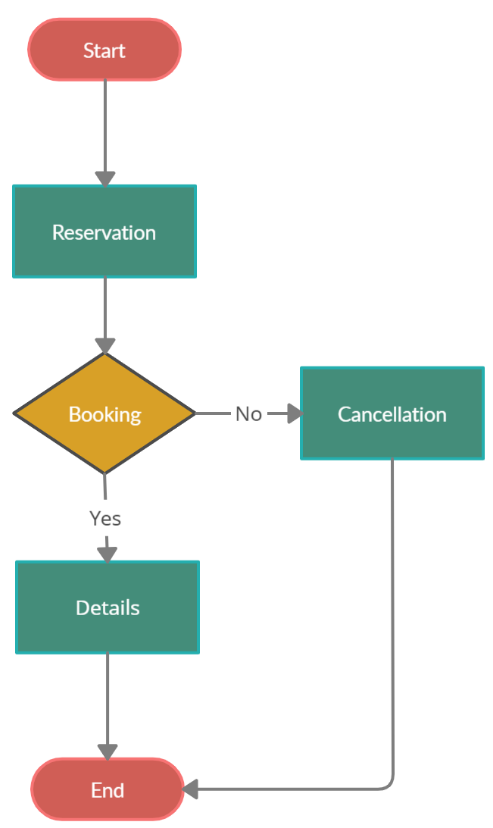 Start
Reservation
Booking
No
Cancellation
Yes
Details
End